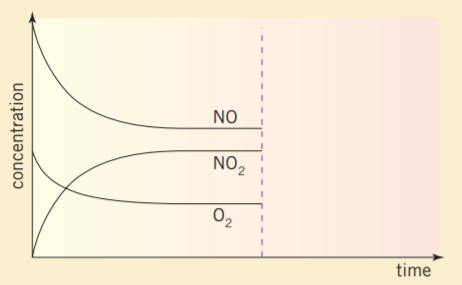 concentration
NO
NO₂
O₂
time